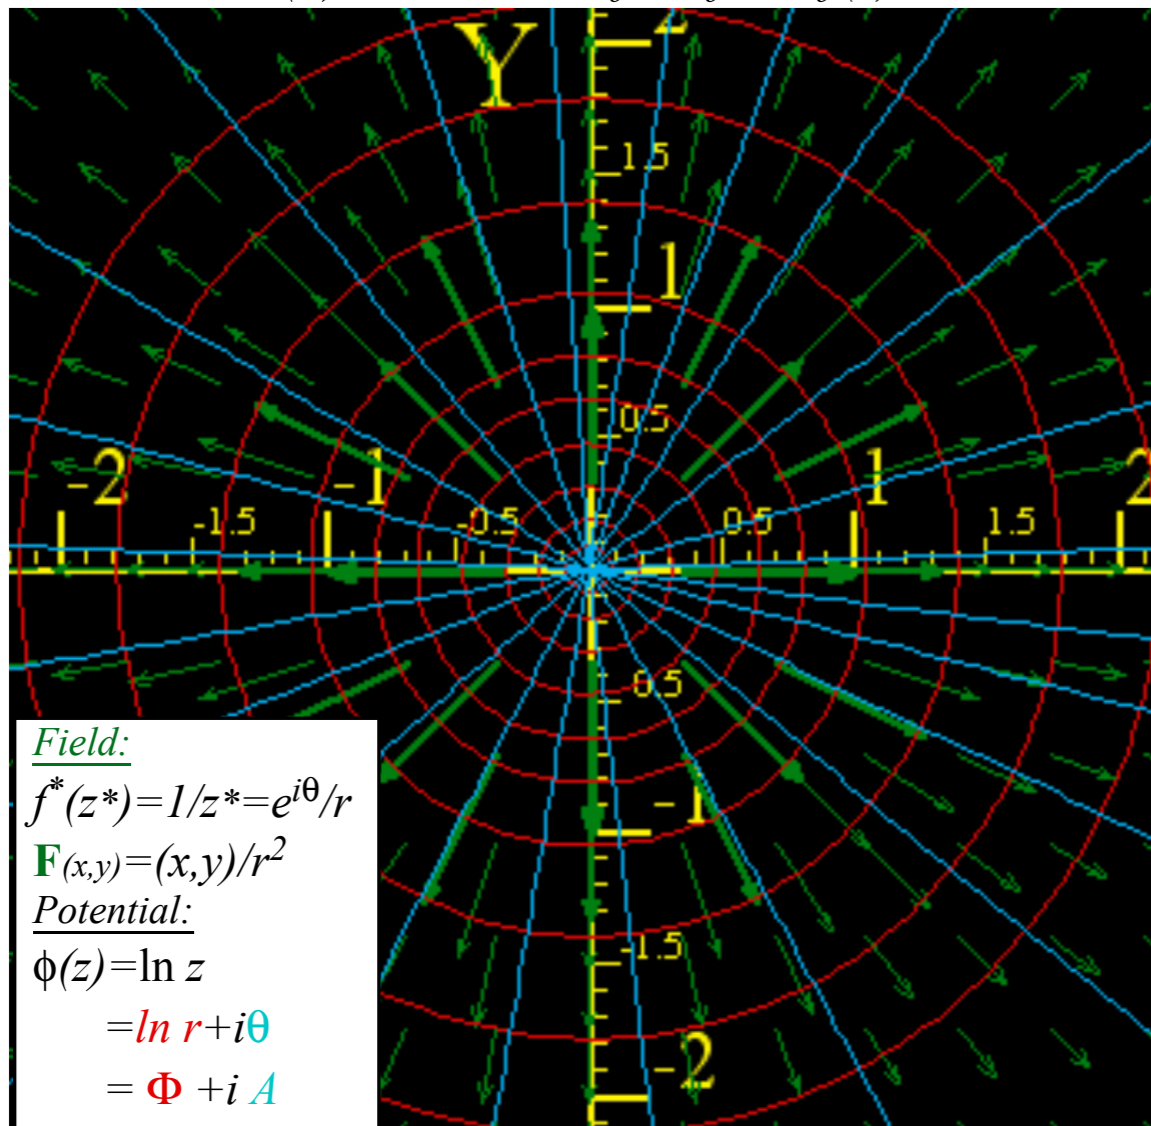 Y
2
1.5
1
0.5
-2
-1.5
-1
-0.5
0.5
1
1.5
2
0.5
-1
-1.5
-2
Field:
f*(z*)=1/z*=e^{iθ}/r
F(x,y)=(x,y)/r²
Potential:
ϕ(z)=ln z
=ln r+iθ
= Φ +i A